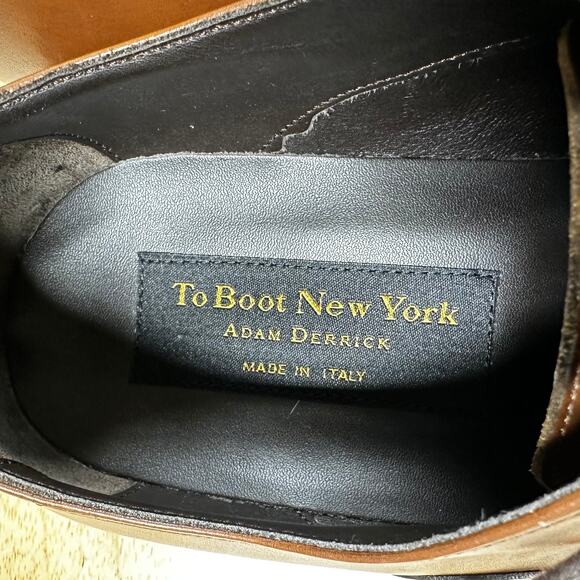 To Boot New York
ADAM DERRICK
MADE IN ITALY